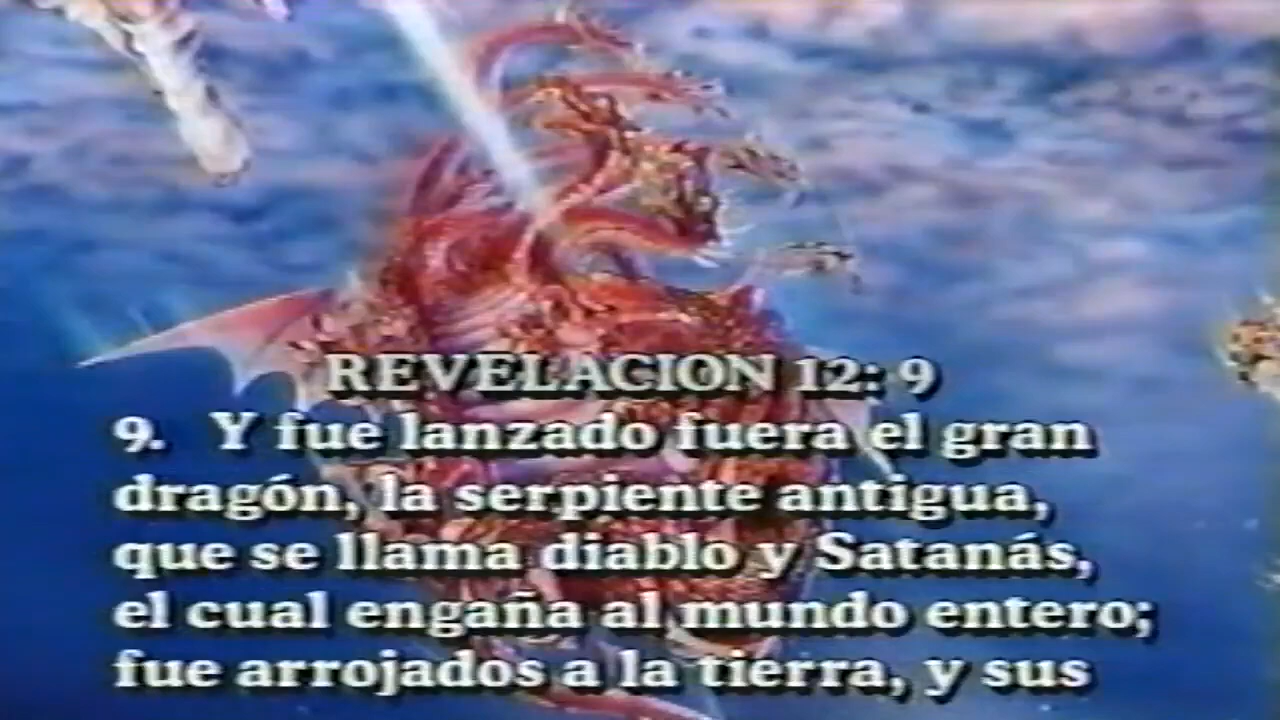 REVELACION 12: 9
9. Y fue lanzado fuera el gran
dragón, la serpiente antigua,
que se llama diablo y Satanás,
el cual engaña al mundo entero;
fue arrojados a la tierra, y sus